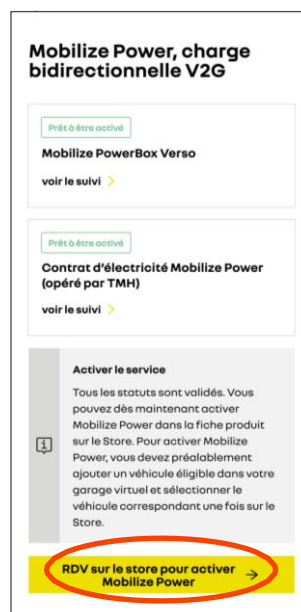 Mobilize Power, charge
bidirectionnelle V2G
Prêt à être activé
Mobilize PowerBox Verso
voir le suivi
Prêt à être activé
Contrat d'électricité Mobilize Power
(opéré par TMH)
voir le suivi
Activer le service
Tous les statuts sont validés. Vous
pouvez dès maintenant activer
Mobilize Power dans la fiche produit
sur le Store. Pour activer Mobilize
Power, vous devez préalablement
ajouter un véhicule éligible dans votre
garage virtuel et sélectionner le
véhicule correspondant une fois sur le
Store.
RDV sur le store pour activer
Mobilize Power